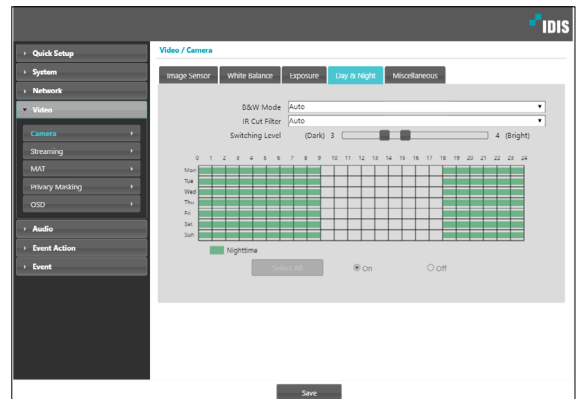 IDIS
Quick Setup
System
Network
Video
Camera
Streaming
MAT
Privacy Masking
OSD
Audio
Event Action
Event
Video / Camera
Image Sensor White Balance Exposure Day & Night Miscellaneous
B&W Mode Auto
IR Cut Filter Auto
Switching Level (Dark) 3 4 (Bright)
0 1 2 3 4 5 6 7 8 9 10 11 12 13 14 15 16 17 18 19 20 21 22 23 24
Mon
Tue
Wed
Thu
Fri
Sat
Sun
Nighttime
Select All On Off
Save